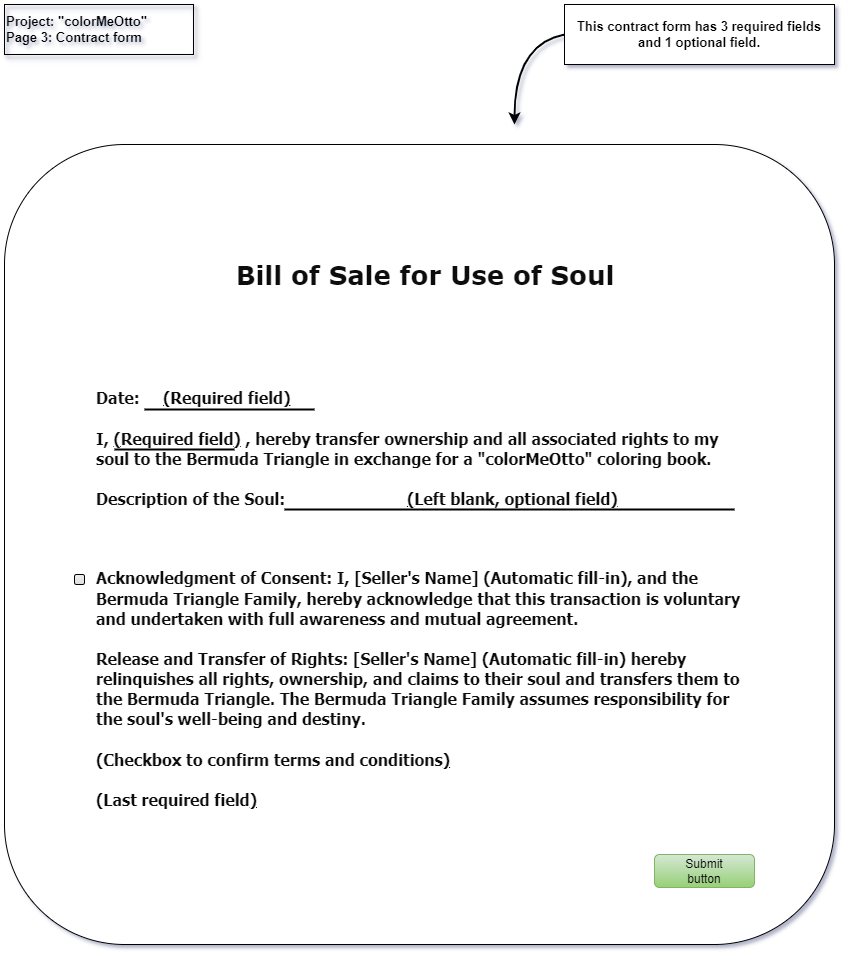 Project: "colorMeOtto"
Page 3: Contract form
This contract form has 3 required fields
and 1 optional field.
Bill of Sale for Use of Soul
Date: (Required field)
I, (Required field) , hereby transfer ownership and all associated rights to my
soul to the Bermuda Triangle in exchange for a "colorMeOtto" coloring book.
Description of the Soul: (Left blank, optional field)
Acknowledgment of Consent: I, [Seller's Name] (Automatic fill-in), and the
Bermuda Triangle Family, hereby acknowledge that this transaction is voluntary
and undertaken with full awareness and mutual agreement.
Release and Transfer of Rights: [Seller's Name] (Automatic fill-in) hereby
relinquishes all rights, ownership, and claims to their soul and transfers them to
the Bermuda Triangle. The Bermuda Triangle Family assumes responsibility for
the soul's well-being and destiny.
(Checkbox to confirm terms and conditions)
(Last required field)
Submit
button